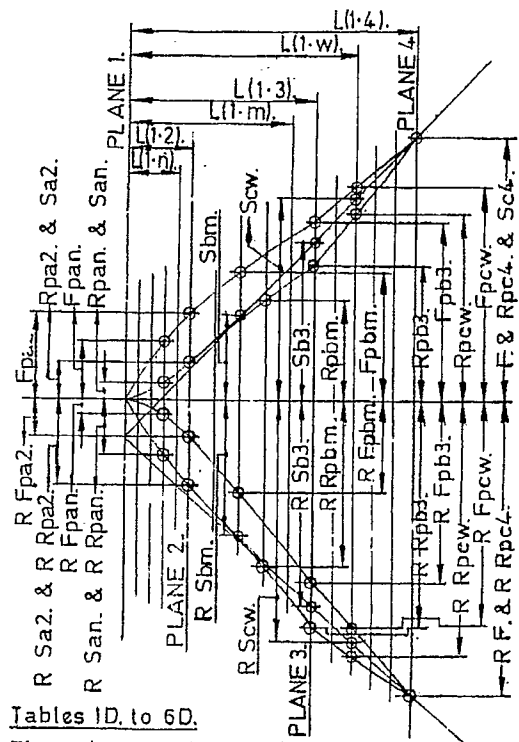 L(1·4).
L(1·w).
L(1·3)
L(1·m).
L(1·2)
L(1·n)
PLANE 1.
PLANE 4.
Rpa2. & Sa2.
Fpan.
Rpan. & San.
Sbm.
Scw.
Sb3.
Rpbm.
Fpbm.
Rpb3.
Fpb3.
Rpcw.
Fpcw.
F. & Rpc4. & Sc4.
R Fpa2.
R Sa2. & R Rpa2.
R Fpan.
R San. & R Rpan.
PLANE 2.
R Sbm.
R Scw.
PLANE 3.
R Sb3.
R Rpbm.
R Fpbm.
R Rpb3.
R Fpb3.
R Rpcw.
R Fpcw.
R F. & R Rpc4.
Tables 1D. to 6D.